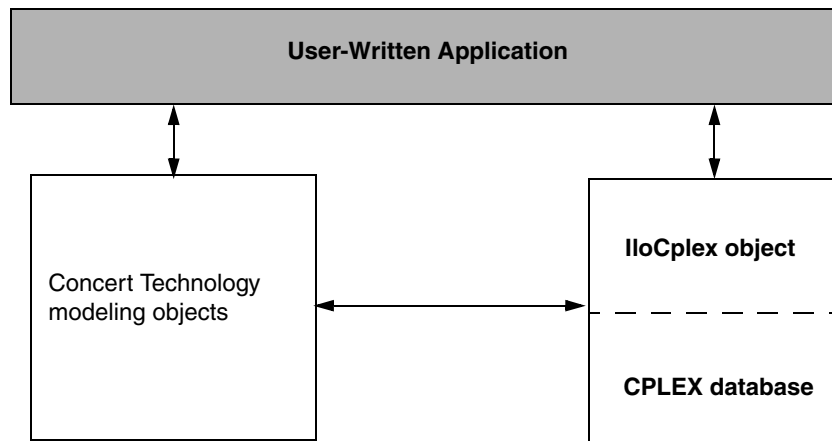 User-Written Application
Concert Technology
modeling objects
IloCplex object
CPLEX database